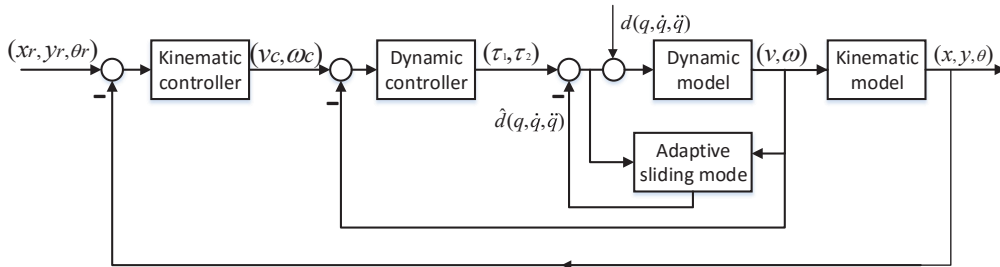 d(q,q̇,q̈)
(xr, yr,θr)
Kinematic
controller
(vc,ωc)
Dynamic
controller
(τ₁,τ₂)
Dynamic
model
(v,ω)
Kinematic
model
(x, y,θ)
d̂(q,q̇,q̈)
Adaptive
sliding mode